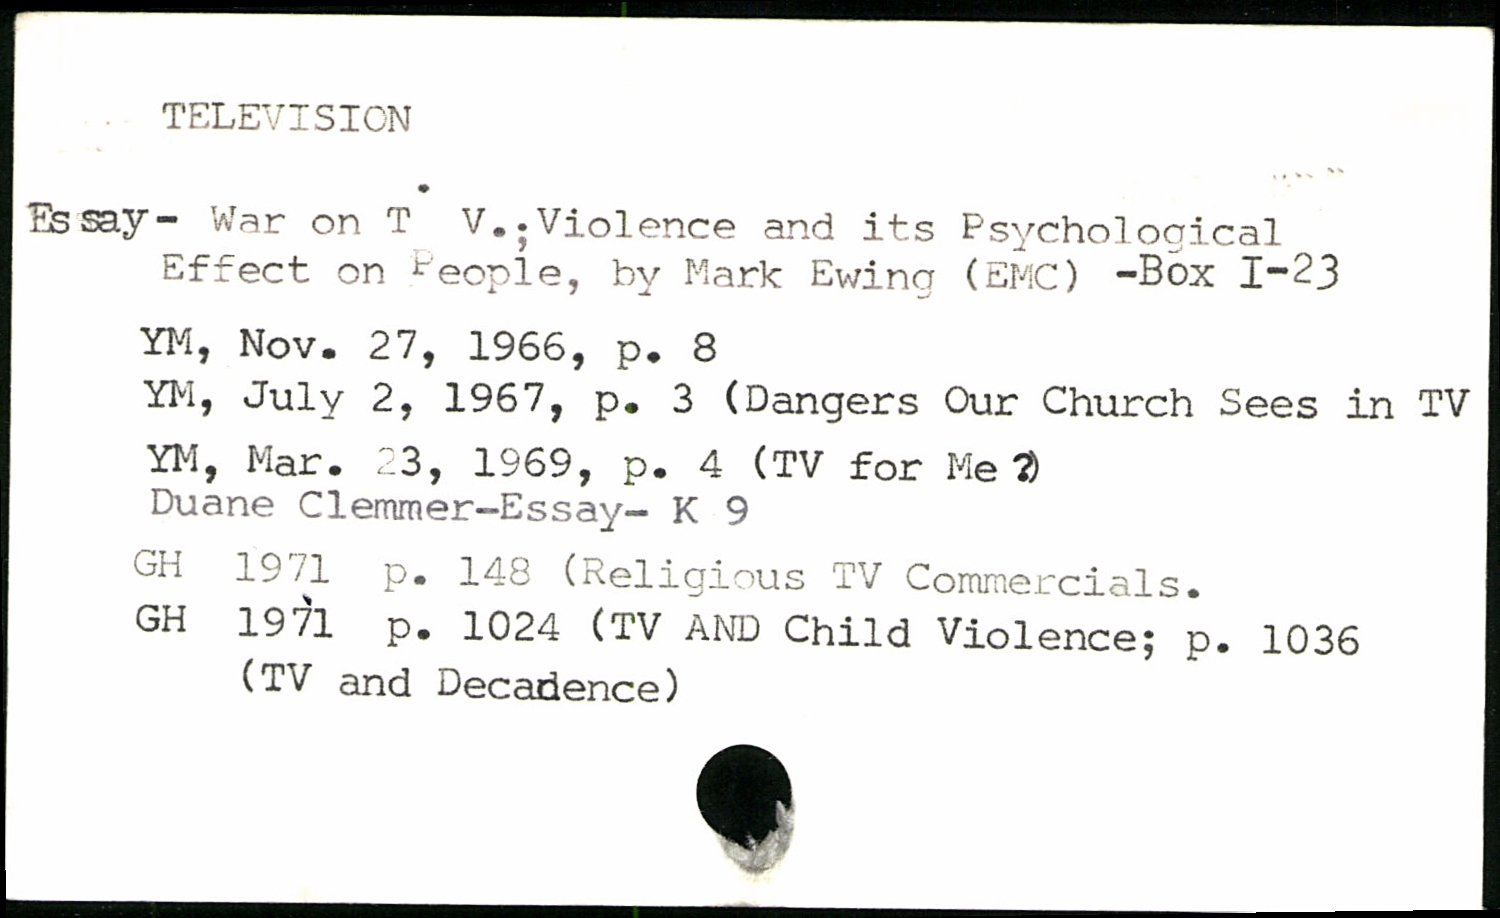 TELEVISION
Essay- War on T. V.;Violence and its Psychological
Effect on People, by Mark Ewing (EMC) -Box I-23
YM, Nov. 27, 1966, p. 8
YM, July 2, 1967, p. 3 (Dangers Our Church Sees in TV
YM, Mar. 23, 1969, p. 4 (TV for Me?)
Duane Clemmer-Essay- K 9
GH 1971 p. 148 (Religious TV Commercials.
GH 1971 p. 1024 (TV AND Child Violence; p. 1036
(TV and Decadence)